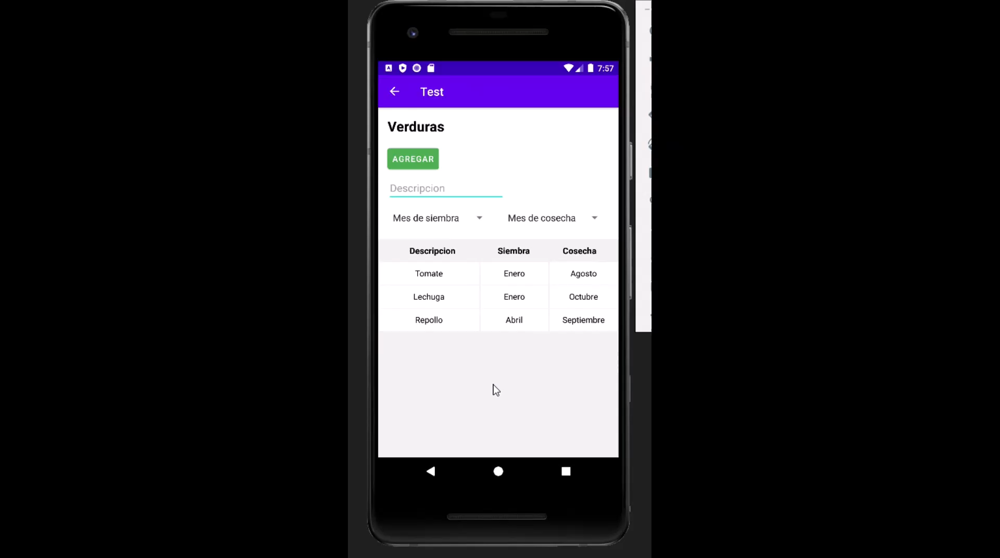 7:57
Test
Verduras
AGREGAR
Descripcion
Mes de siembra Mes de cosecha
Descripcion Siembra Cosecha
Tomate Enero Agosto
Lechuga Enero Octubre
Repollo Abril Septiembre